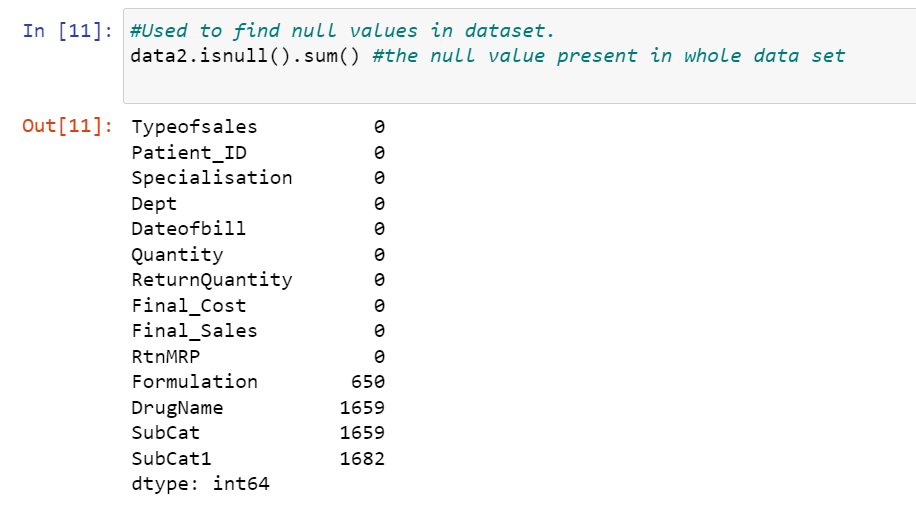 In [11]: #Used to find null values in dataset.
data2.isnull().sum() #the null value present in whole data set
Out[11]: Typeofsales 0
Patient_ID 0
Specialisation 0
Dept 0
Dateofbill 0
Quantity 0
ReturnQuantity 0
Final_Cost 0
Final_Sales 0
RtnMRP 0
Formulation 650
DrugName 1659
SubCat 1659
SubCat1 1682
dtype: int64